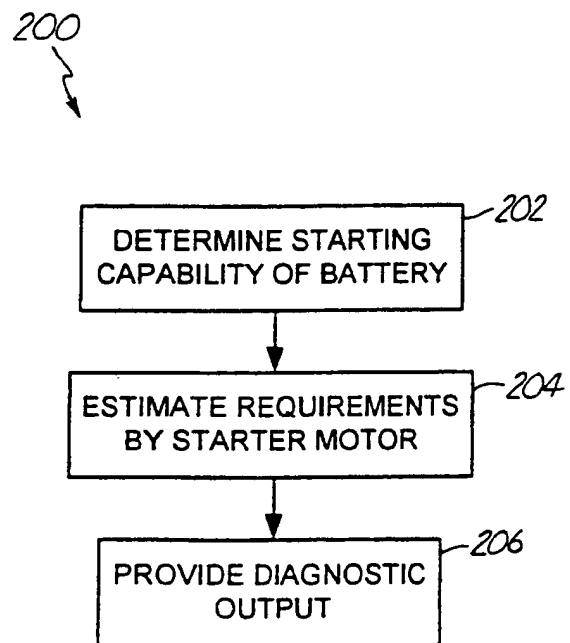 200
202
DETERMINE STARTING
CAPABILITY OF BATTERY
204
ESTIMATE REQUIREMENTS
BY STARTER MOTOR
206
PROVIDE DIAGNOSTIC
OUTPUT